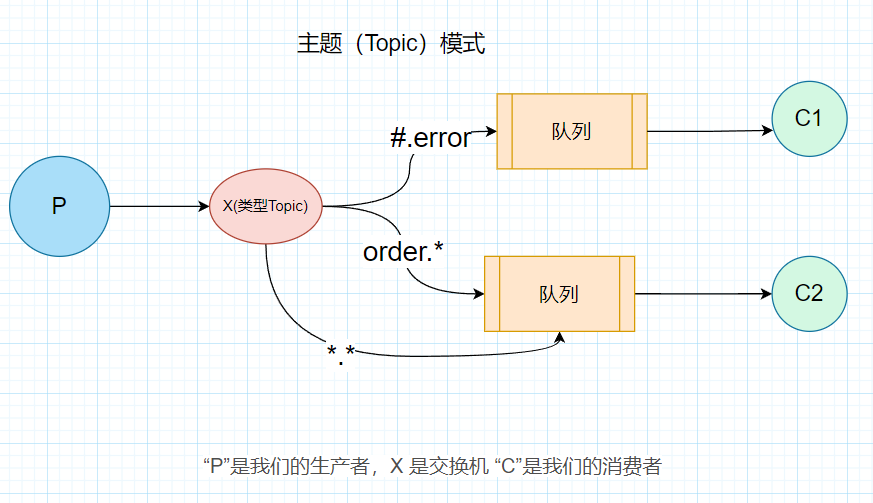 主题（Topic）模式
#.error
队列
C1
P
X(类型Topic)
order.*
队列
C2
*.*
“P”是我们的生产者，X 是交换机 “C”是我们的消费者